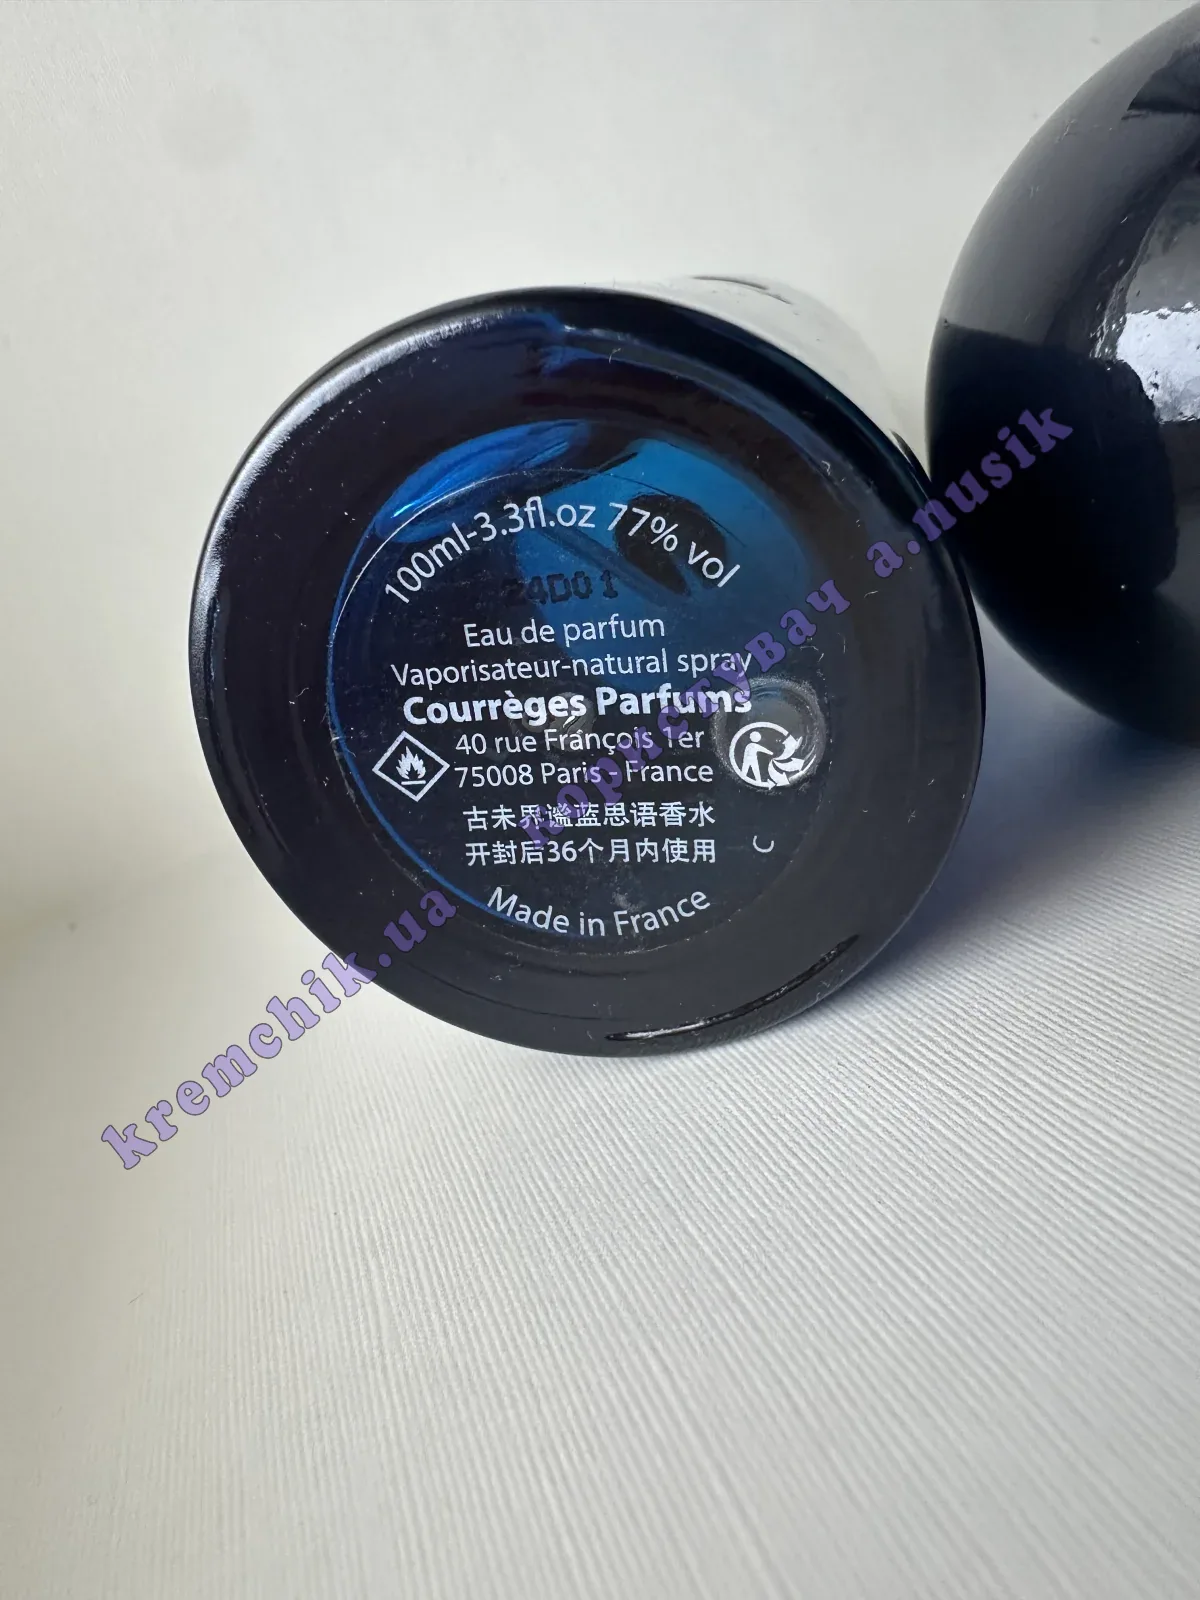 100ml-3.3fl.oz 77% vol
24D01
Eau de parfum
Vaporisateur-natural spray
Courrèges Parfums
40 rue François 1er
75008 Paris - France
古未界谧蓝思语香水
开封后36个月内使用
Made in France
kremchik.ua користувач a.nusik